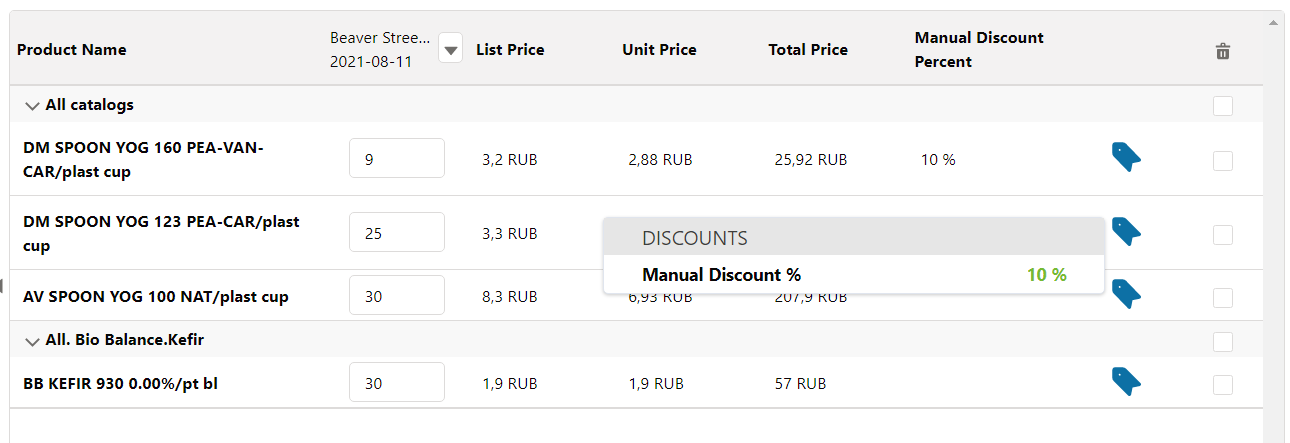 Product Name
Beaver Stree...
2021-08-11
List Price
Unit Price
Total Price
Manual Discount
Percent
All catalogs
DM SPOON YOG 160 PEA-VAN-
CAR/plast cup
9
3,2 RUB
2,88 RUB
25,92 RUB
10 %
DM SPOON YOG 123 PEA-CAR/plast
cup
25
3,3 RUB
DISCOUNTS
Manual Discount %
10 %
AV SPOON YOG 100 NAT/plast cup
30
8,3 RUB
6,93 RUB
207,9 RUB
All. Bio Balance.Kefir
BB KEFIR 930 0.00%/pt bl
30
1,9 RUB
1,9 RUB
57 RUB